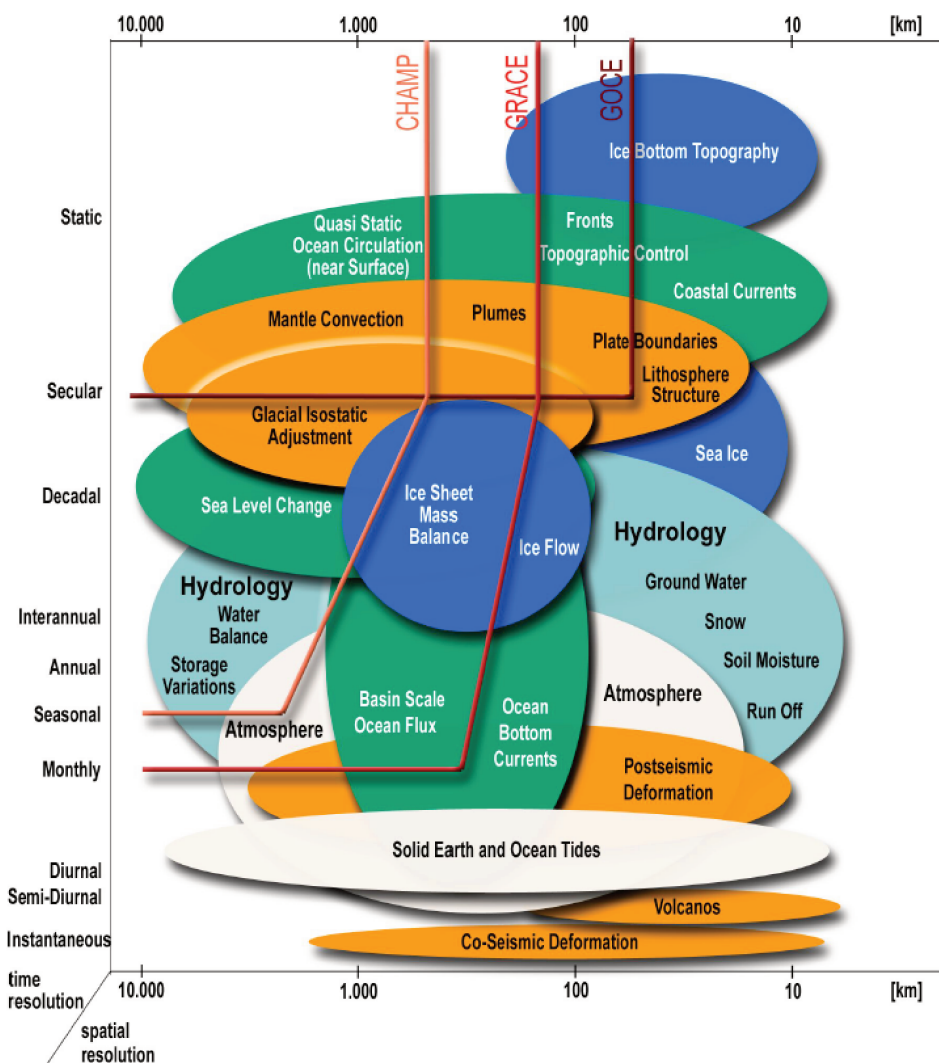 10.000 1.000 100 10 [km]
CHAMP
GRACE
GOCE
Ice Bottom Topography
Static
Quasi Static
Ocean Circulation
(near Surface)
Fronts
Topographic Control
Coastal Currents
Mantle Convection
Plumes
Plate Boundaries
Lithosphere
Structure
Secular
Glacial Isostatic
Adjustment
Sea Ice
Decadal
Sea Level Change
Ice Sheet
Mass
Balance
Ice Flow
Hydrology
Ground Water
Snow
Soil Moisture
Run Off
Hydrology
Water
Balance
Storage
Variations
Interannual
Annual
Seasonal
Atmosphere
Basin Scale
Ocean Flux
Ocean
Bottom
Currents
Atmosphere
Monthly
Postseismic
Deformation
Solid Earth and Ocean Tides
Diurnal
Semi-Diurnal
Volcanos
Instantaneous
Co-Seismic Deformation
time
resolution
10.000 1.000 100 10 [km]
spatial
resolution